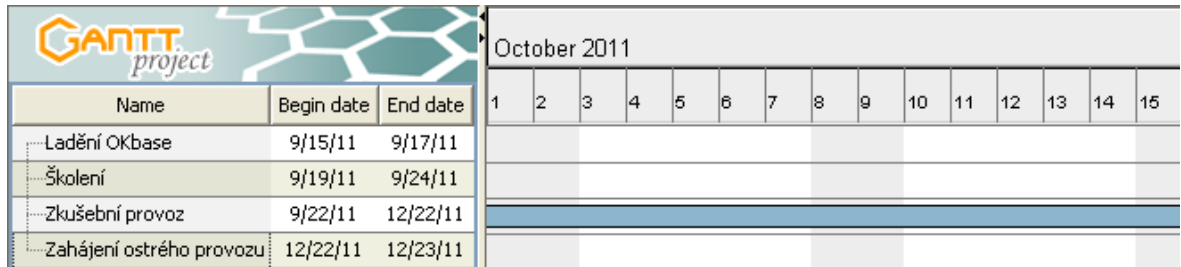 GANTT
project
October 2011
1 2 3 4 5 6 7 8 9 10 11 12 13 14 15
Name Begin date End date
Ladění OKbase 9/15/11 9/17/11
Školení 9/19/11 9/24/11
Zkušební provoz 9/22/11 12/22/11
Zahájení ostrého provozu 12/22/11 12/23/11